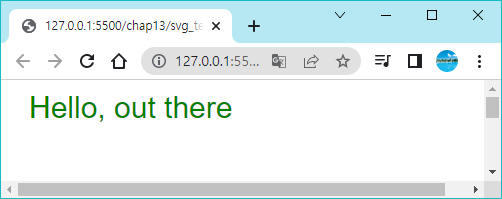 127.0.0.1:5500/chap13/svg_te
127.0.0.1:55...
Hello, out there